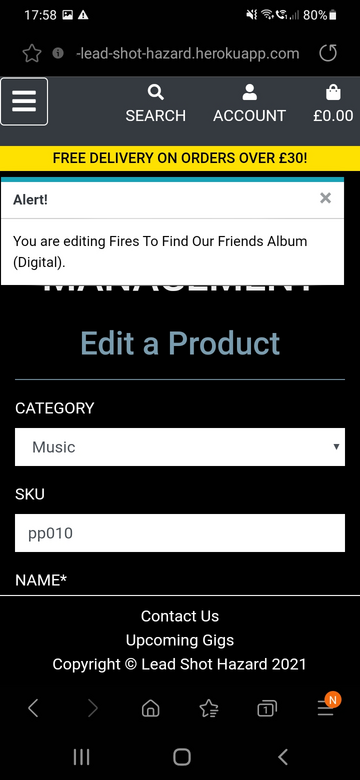 17:58
80%
-lead-shot-hazard.herokuapp.com
SEARCH
ACCOUNT
£0.00
FREE DELIVERY ON ORDERS OVER £30!
Alert!
×
You are editing Fires To Find Our Friends Album
(Digital).
MANAGEMENT
Edit a Product
CATEGORY
Music
SKU
pp010
NAME*
Contact Us
Upcoming Gigs
Copyright © Lead Shot Hazard 2021
1
N